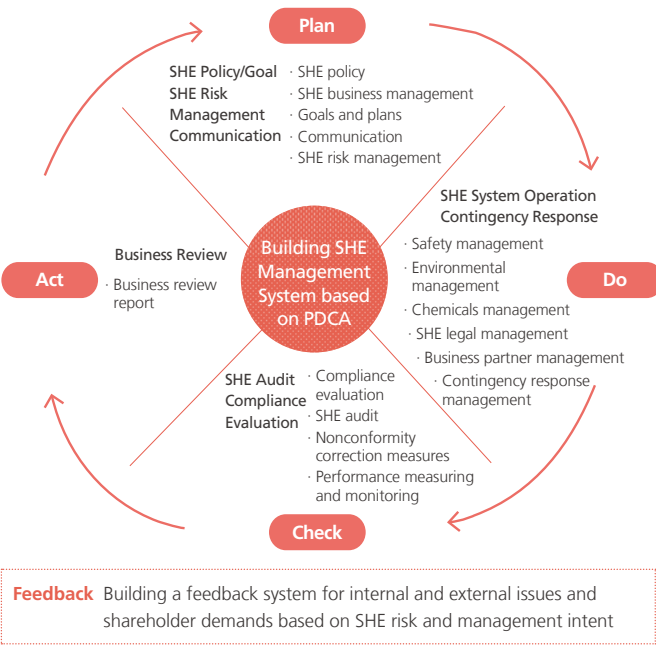 Plan
SHE Policy/Goal
SHE Risk
Management
Communication
· SHE policy
· SHE business management
· Goals and plans
· Communication
· SHE risk management
SHE System Operation
Contingency Response
· Safety management
· Environmental
management
· Chemicals management
· SHE legal management
· Business partner management
· Contingency response
management
Do
Building SHE
Management
System based
on PDCA
Act
Business Review
· Business review
report
SHE Audit
Compliance
Evaluation
· Compliance
evaluation
· SHE audit
· Nonconformity
correction measures
· Performance measuring
and monitoring
Check
Feedback Building a feedback system for internal and external issues and
shareholder demands based on SHE risk and management intent